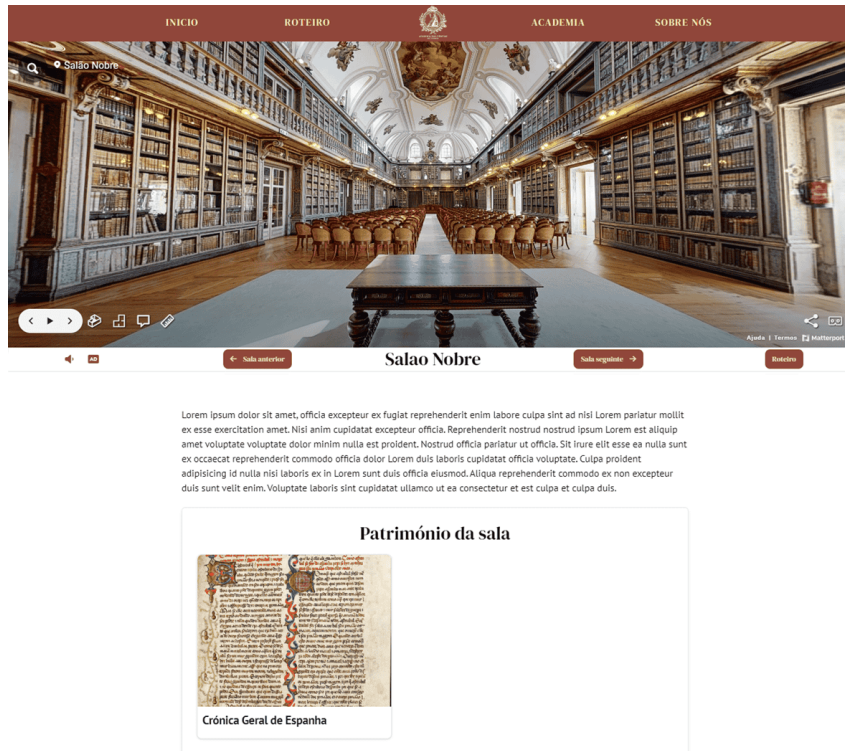 INICIO
ROTEIRO
ACADEMIA
SOBRE NÓS
Salão Nobre
Ajuda | Termos Matterport
AD
← Sala anterior
Salao Nobre
Sala seguinte →
Roteiro
Lorem ipsum dolor sit amet, officia excepteur ex fugiat reprehenderit enim labore culpa sint ad nisi Lorem pariatur mollit
ex esse exercitation amet. Nisi anim cupidatat excepteur officia. Reprehenderit nostrud nostrud ipsum Lorem est aliquip
amet voluptate voluptate dolor minim nulla est proident. Nostrud officia pariatur ut officia. Sit irure elit esse ea nulla sunt
ex occaecat reprehenderit commodo officia dolor Lorem duis laboris cupidatat officia voluptate. Culpa proident
adipisicing id nulla nisi laboris ex in Lorem sunt duis officia eiusmod. Aliqua reprehenderit commodo ex non excepteur
duis sunt velit enim. Voluptate laboris sint cupidatat ullamco ut ea consectetur et est culpa et culpa duis.
Património da sala
Crónica Geral de Espanha